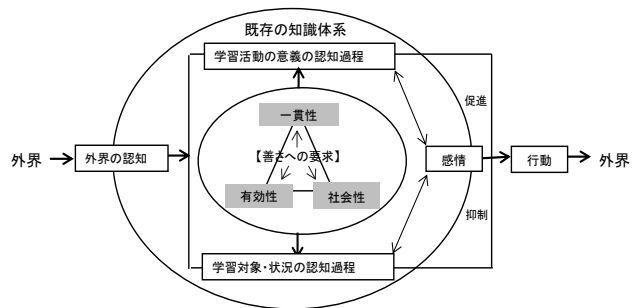 既存の知識体系
学習活動の意義の認知過程
促進
一貫性
外界
外界の認知
【善さへの要求】
感情
行動
外界
有効性
社会性
抑制
学習対象・状況の認知過程